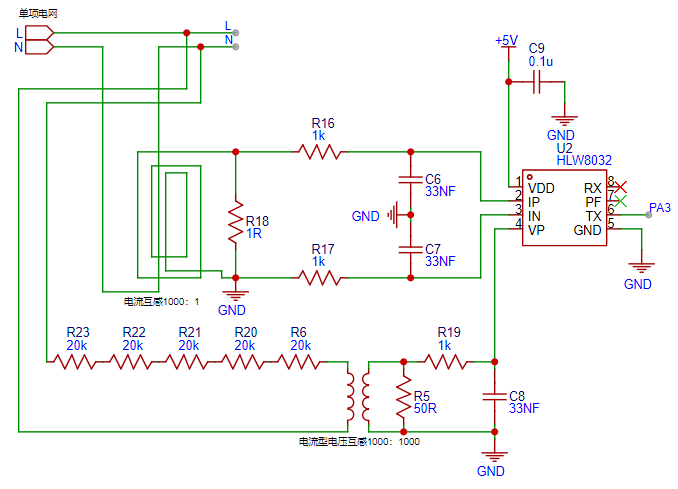 单项电网
L
N
L
N
+5V
C9
0.1u
GND
U2
HLW8032
R16
1k
C6
33NF
GND
R18
1R
C7
33NF
R17
1k
GND
电流互感1000：1
1 VDD
2 IP
3 IN
4 VP
RX 8
PF 7
TX 6
GND 5
PA3
GND
R23
20k
R22
20k
R21
20k
R20
20k
R6
20k
R19
1k
R5
50R
C8
33NF
电流型电压互感1000：1000
GND